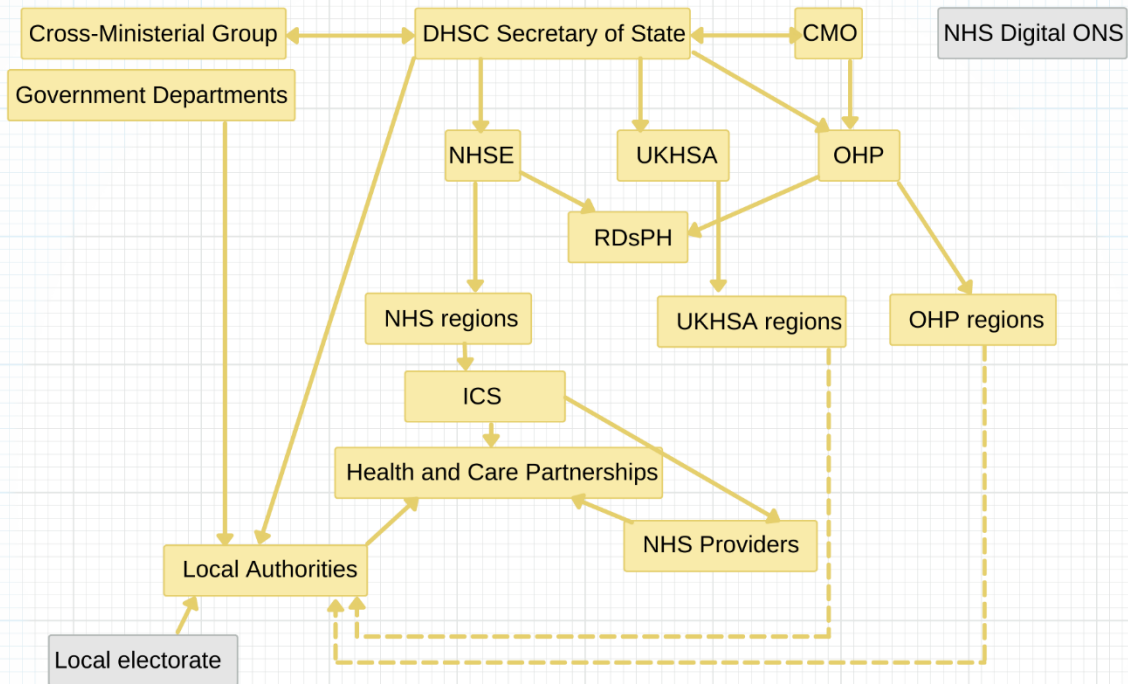 Cross-Ministerial Group
DHSC Secretary of State
CMO
NHS Digital ONS
Government Departments
NHSE
UKHSA
OHP
RDsPH
NHS regions
UKHSA regions
OHP regions
ICS
Health and Care Partnerships
NHS Providers
Local Authorities
Local electorate